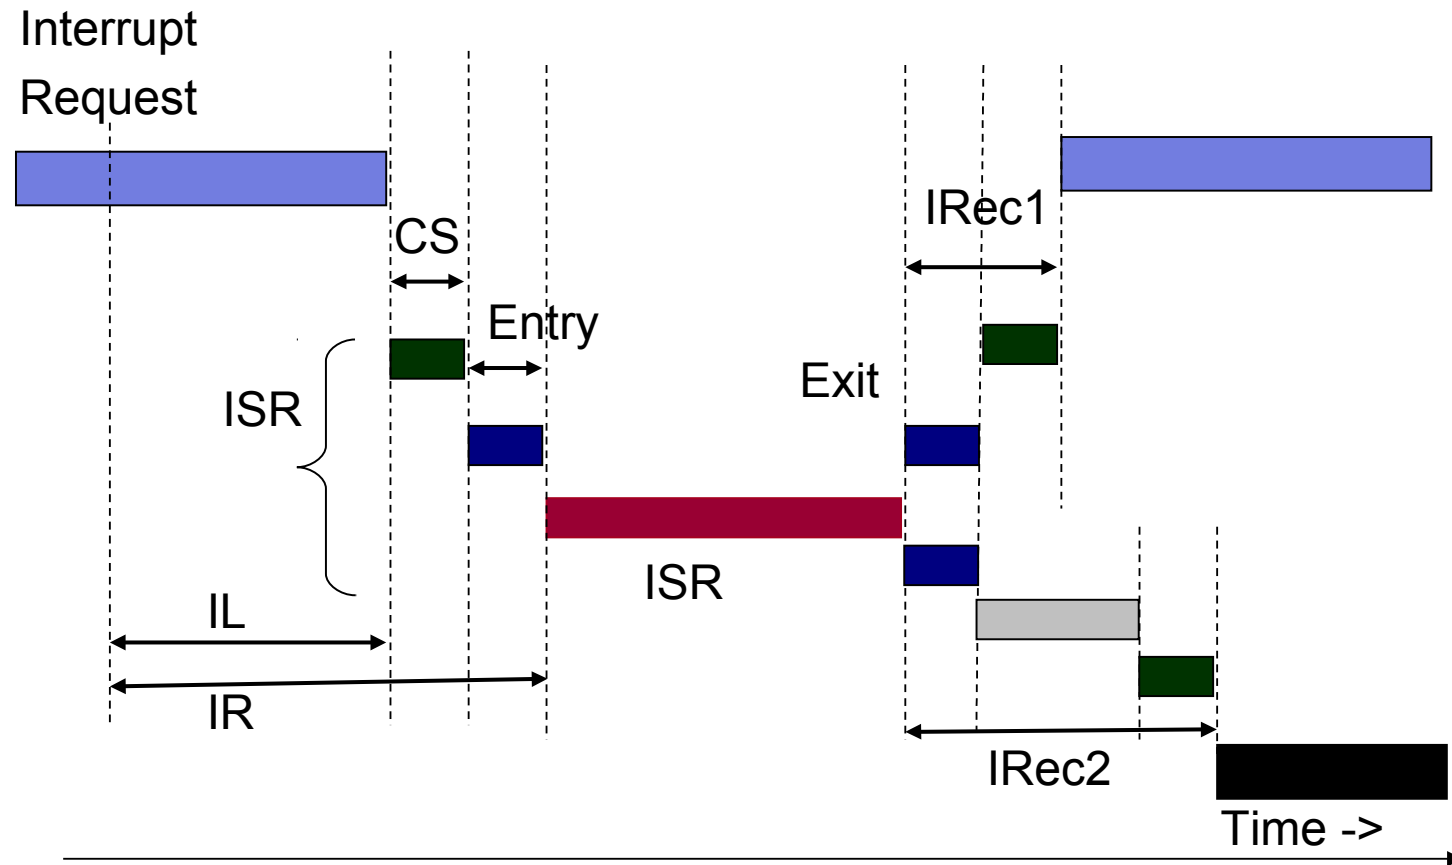 Interrupt
Request
IRec1
CS
Entry
Exit
ISR
ISR
IL
IR
IRec2
Time ->